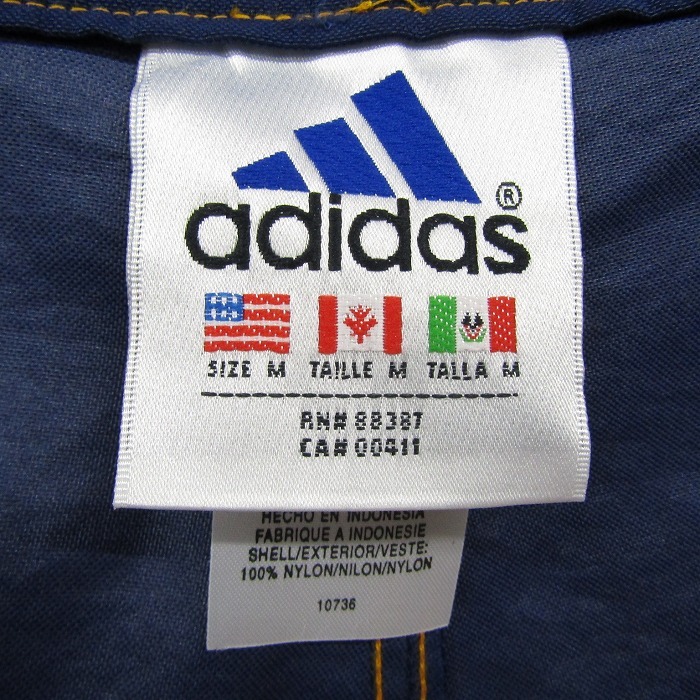 adidas®
SIZE M TAILLE M TALLA M
RN# 88387
CA# 00411
HECHO EN INDONESIA
FABRIQUE A INDONESIE
SHELL/EXTERIOR/VESTE:
100% NYLON/NILON/NYLON
10736